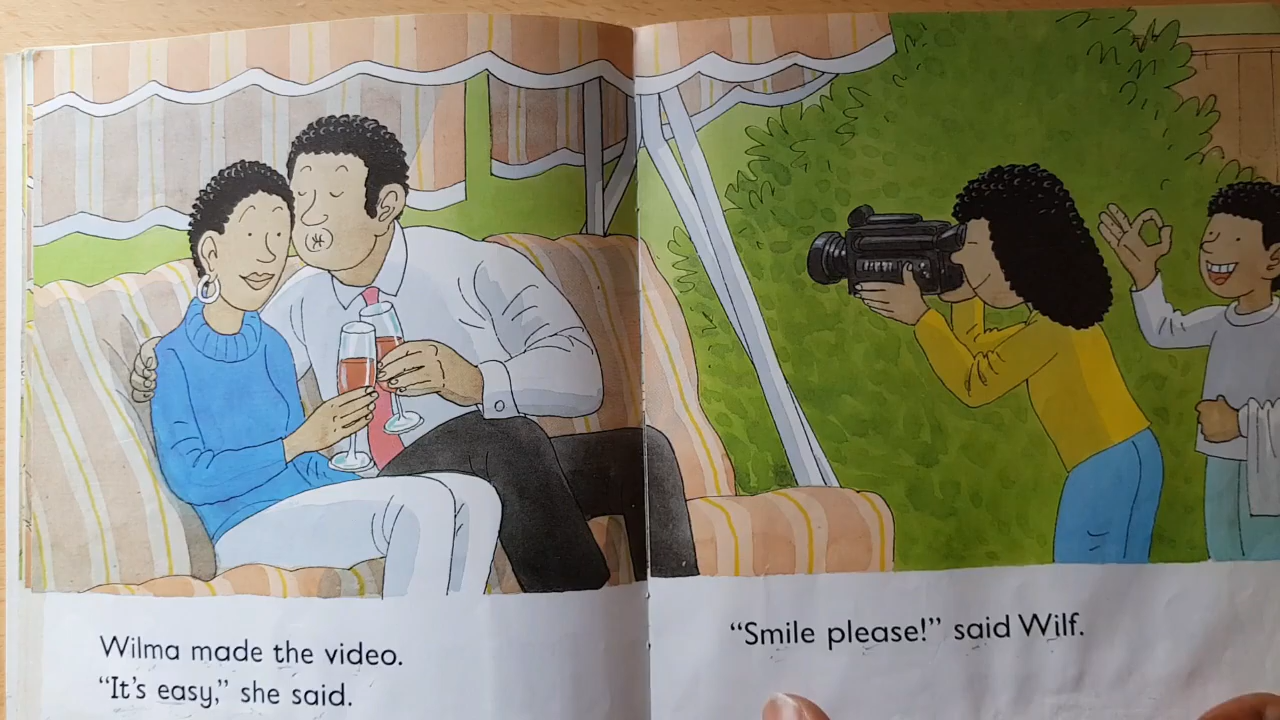 Wilma made the video.
“It’s easy,” she said.
“Smile please!” said Wilf.